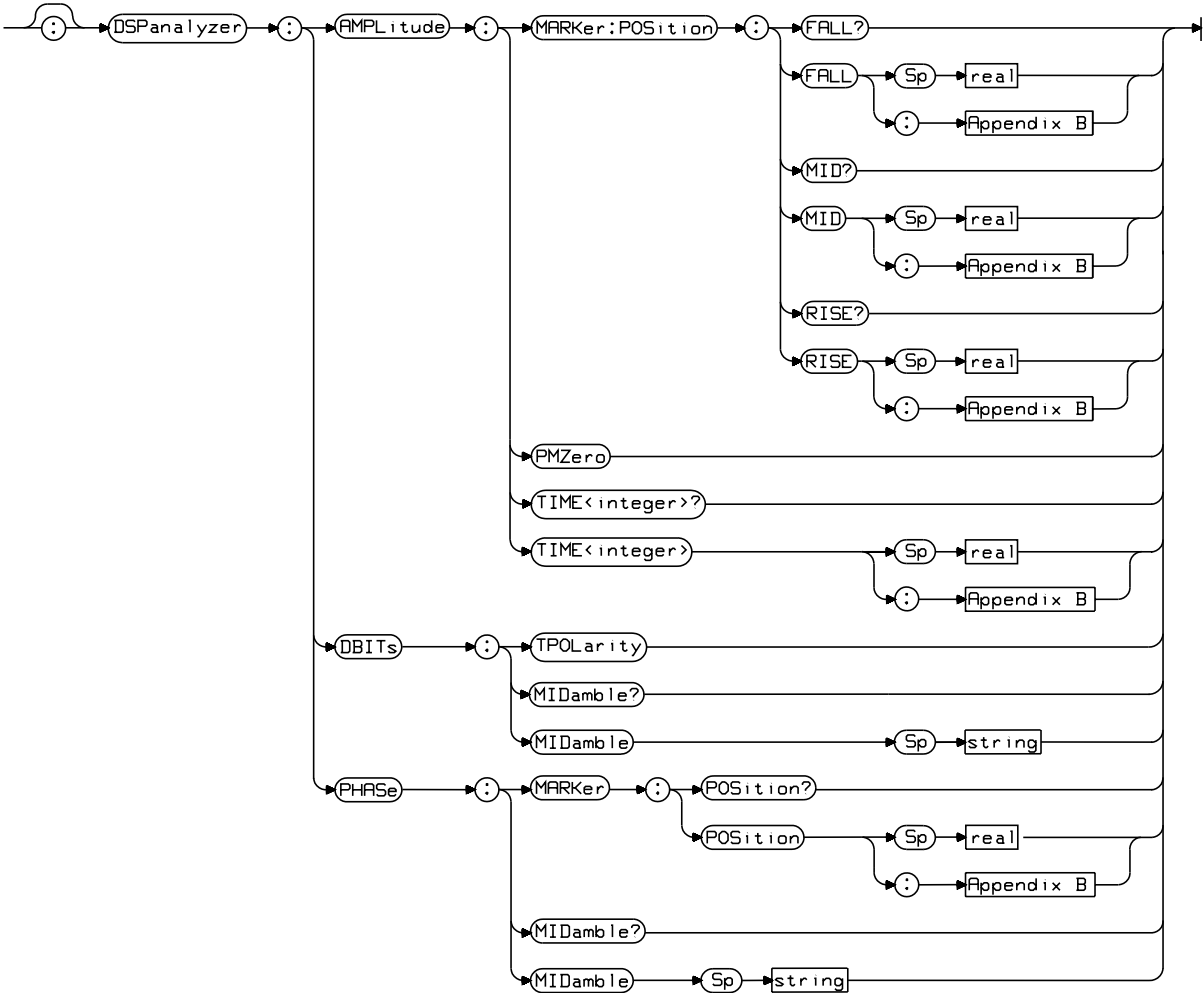 : DSPanalyzer : AMPLitude : MARKer:POSition : FALL?
FALL Sp real
: Appendix B
MID?
MID Sp real
: Appendix B
RISE?
RISE Sp real
: Appendix B
PMZero
TIME<integer>?
TIME<integer> Sp real
: Appendix B
DBITs : TPOLarity
MIDamble?
MIDamble Sp string
PHASe : MARKer : POSition?
POSition Sp real
: Appendix B
MIDamble?
MIDamble Sp string